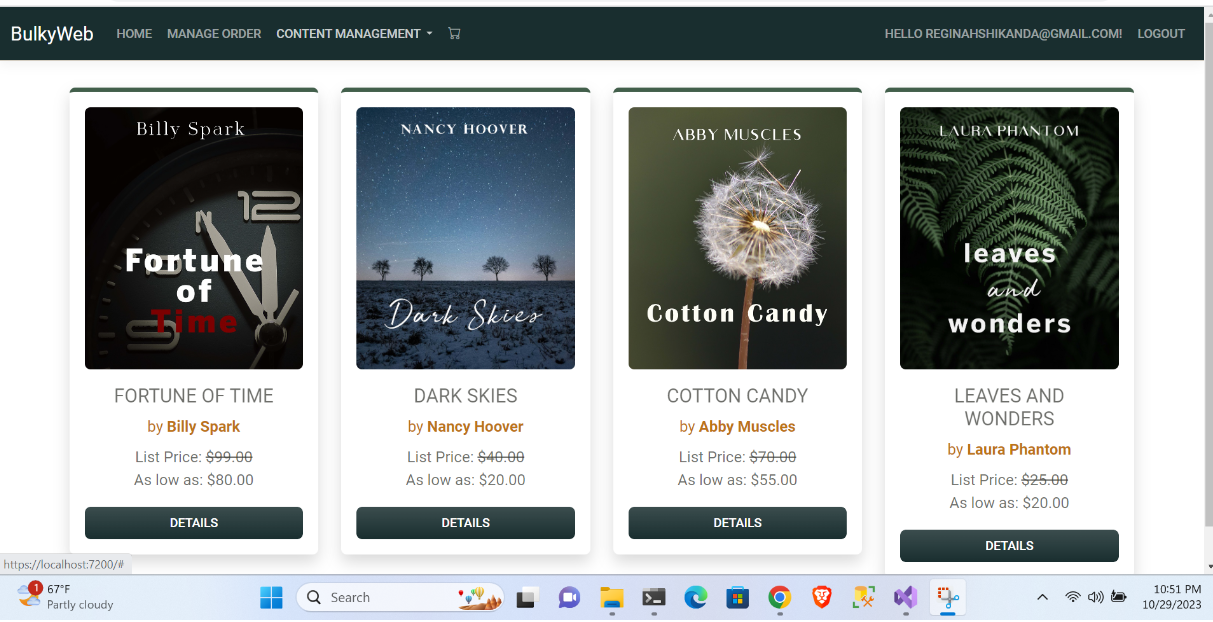 BulkyWeb HOME MANAGE ORDER CONTENT MANAGEMENT HELLO REGINAHSHIKANDA@GMAIL.COM! LOGOUT
Billy Spark
12
Fortune
of
Time
FORTUNE OF TIME
by Billy Spark
List Price: $99.00
As low as: $80.00
DETAILS
NANCY HOOVER
Dark Skies
DARK SKIES
by Nancy Hoover
List Price: $40.00
As low as: $20.00
DETAILS
ABBY MUSCLES
Cotton Candy
COTTON CANDY
by Abby Muscles
List Price: $70.00
As low as: $55.00
DETAILS
LAURA PHANTOM
leaves
and
wonders
LEAVES AND
WONDERS
by Laura Phantom
List Price: $25.00
As low as: $20.00
DETAILS
https://localhost:7200/#
1
67°F
Partly cloudy
Search
10:51 PM
10/29/2023